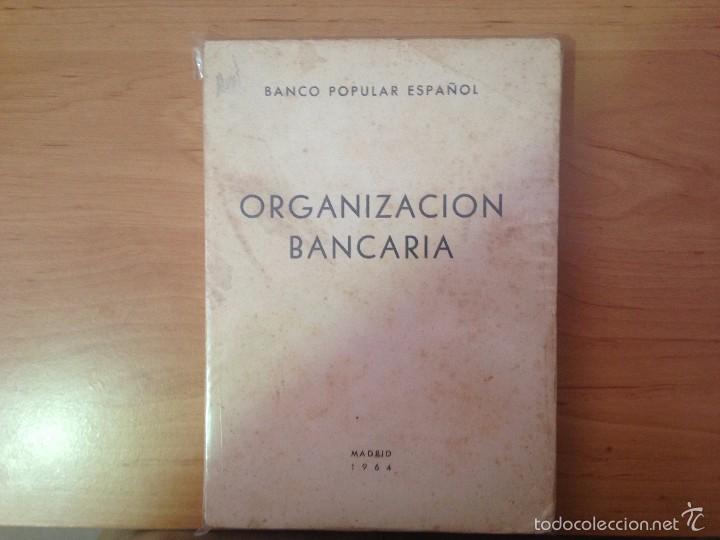 BANCO POPULAR ESPAÑOL
ORGANIZACION
BANCARIA
MADRID
1964
todocoleccion.net